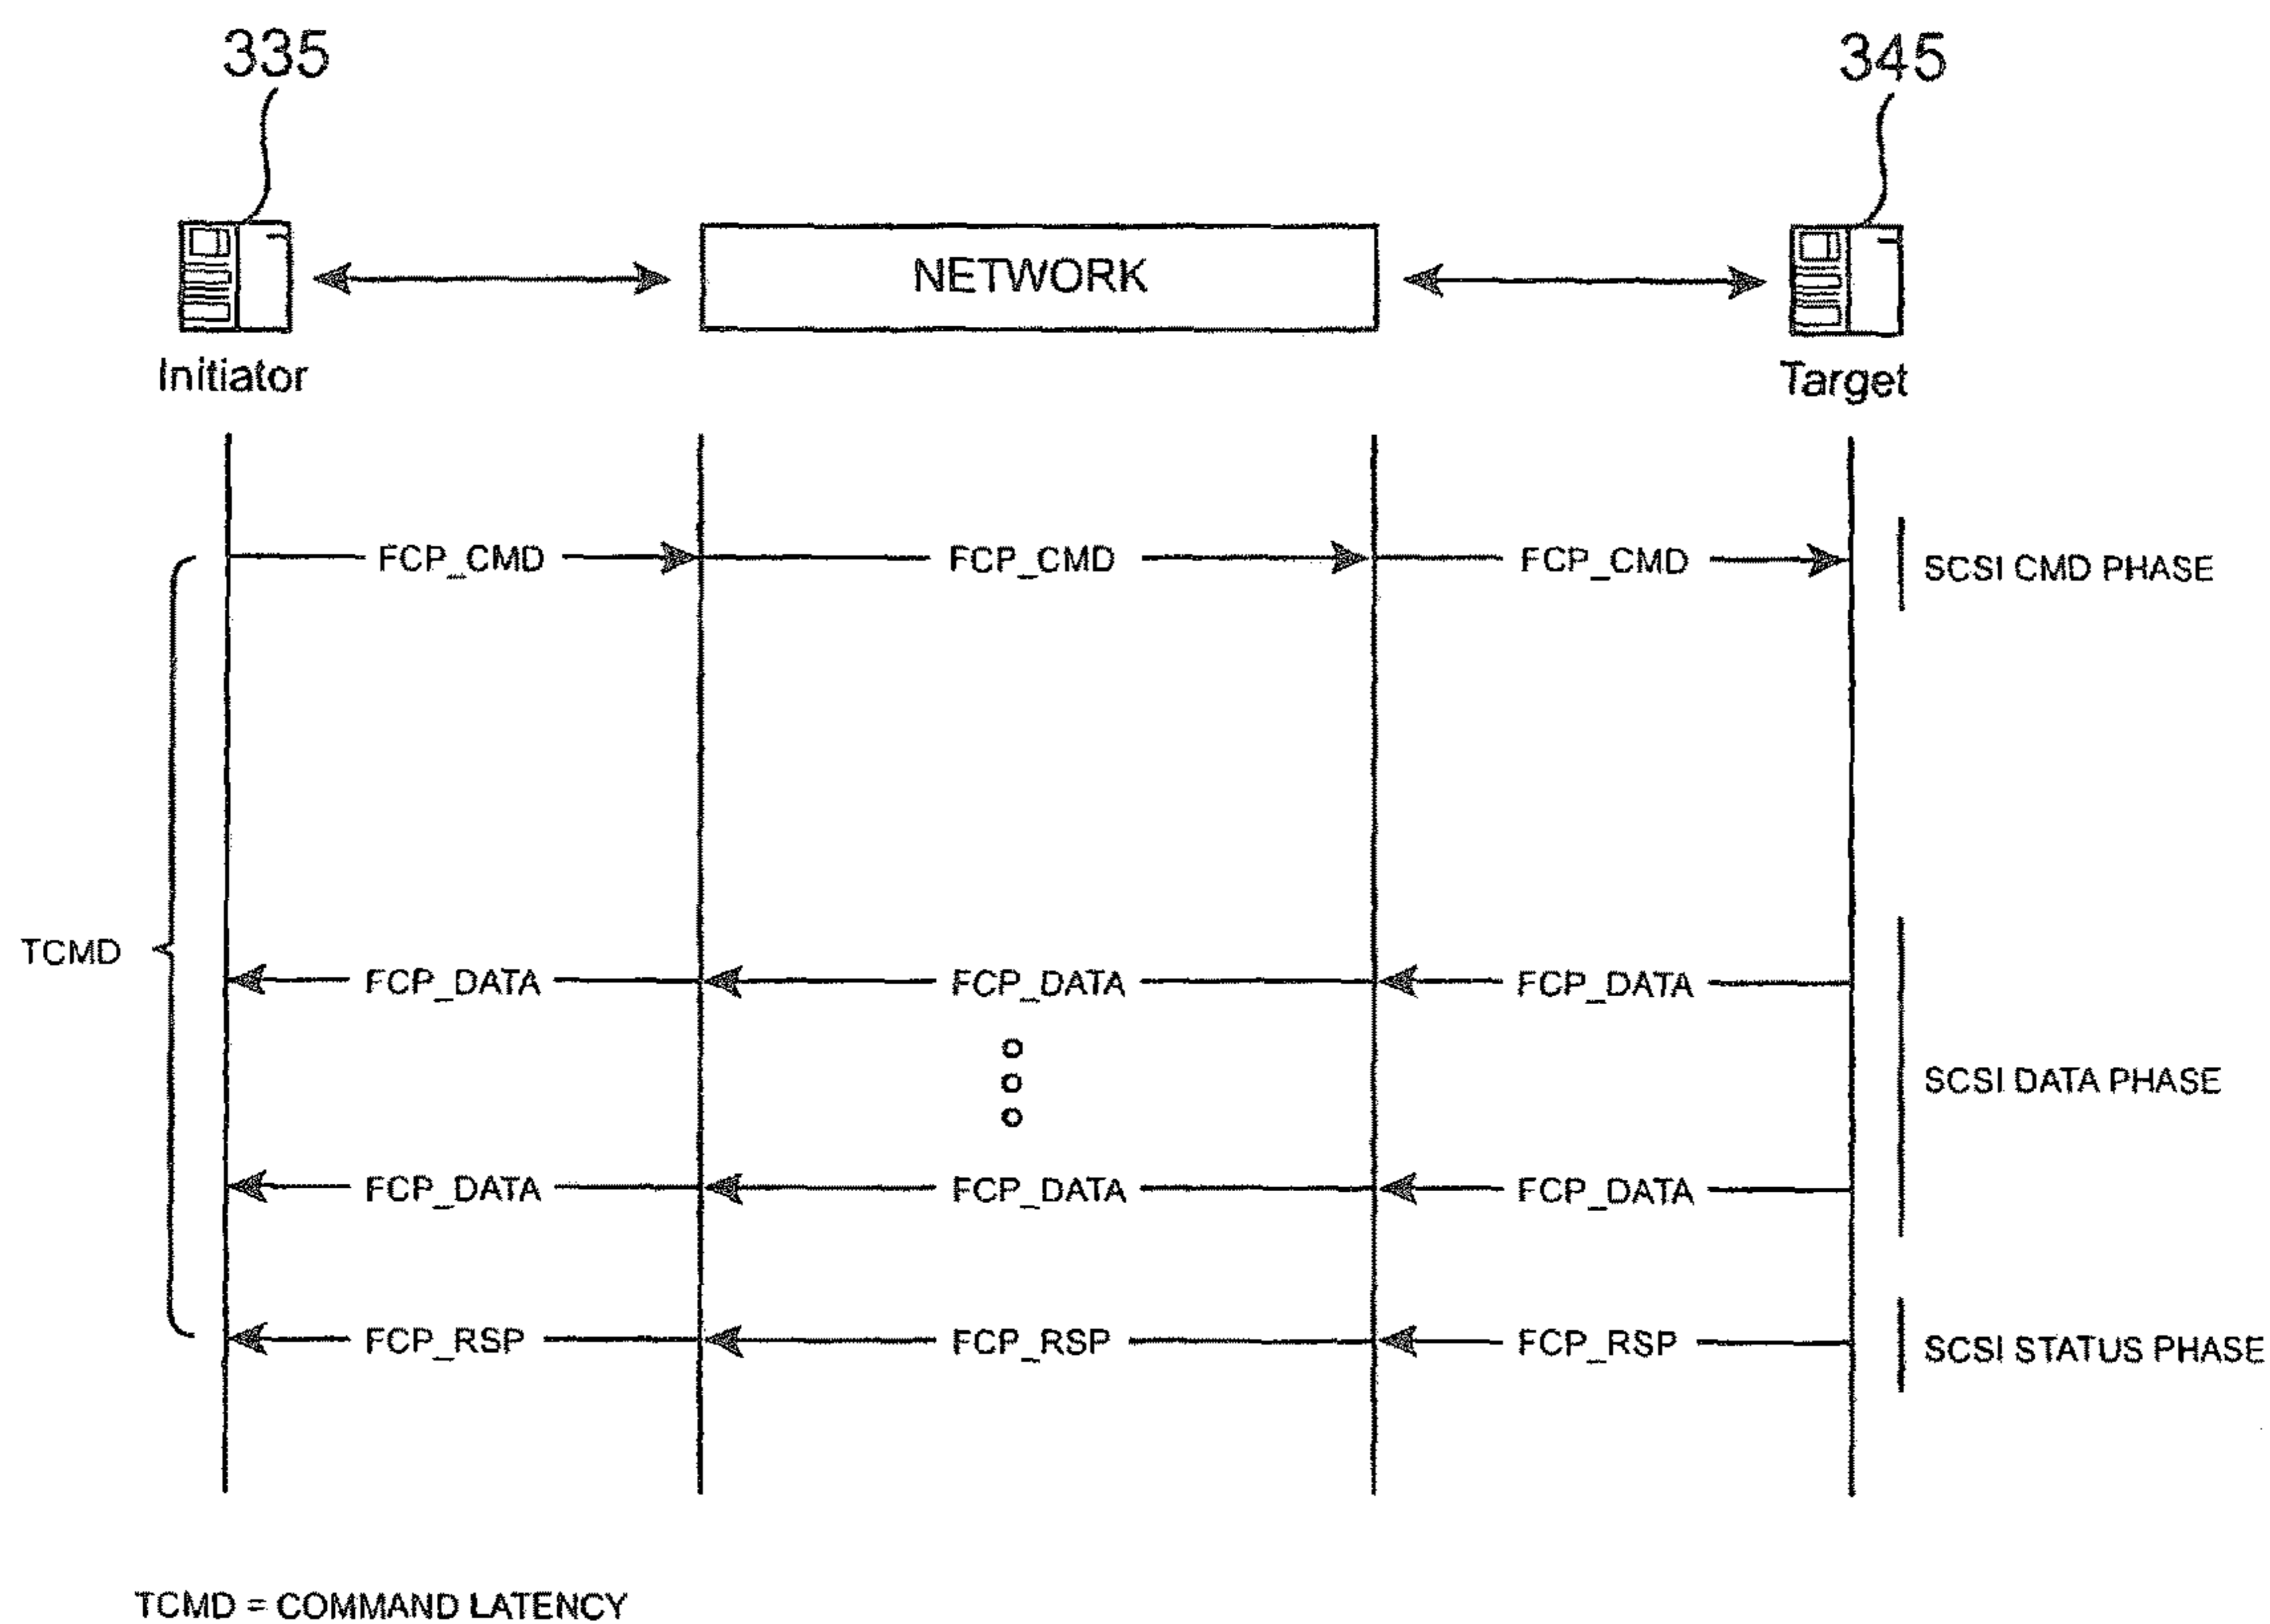 335
345
NETWORK
Initiator
Target
FCP_CMD FCP_CMD FCP_CMD
SCSI CMD PHASE
TCMD
FCP_DATA FCP_DATA FCP_DATA
SCSI DATA PHASE
FCP_DATA FCP_DATA FCP_DATA
FCP_RSP FCP_RSP FCP_RSP
SCSI STATUS PHASE
TCMD = COMMAND LATENCY